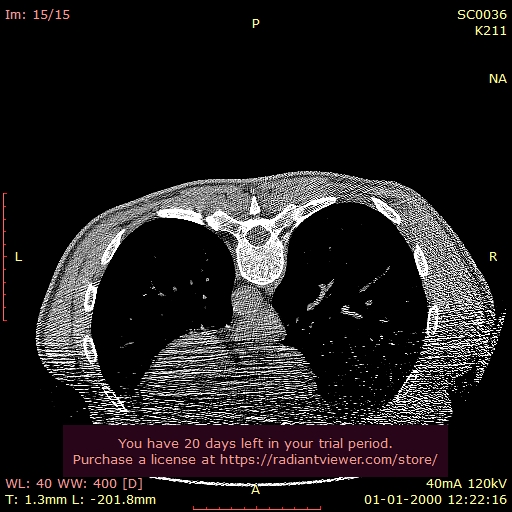 Im: 15/15
SC0036
K211
P
NA
L
R
You have 20 days left in your trial period.
Purchase a license at https://radiantviewer.com/store/
WL: 40 WW: 400 [D]
T: 1.3mm L: -201.8mm
A
40mA 120kV
01-01-2000 12:22:16